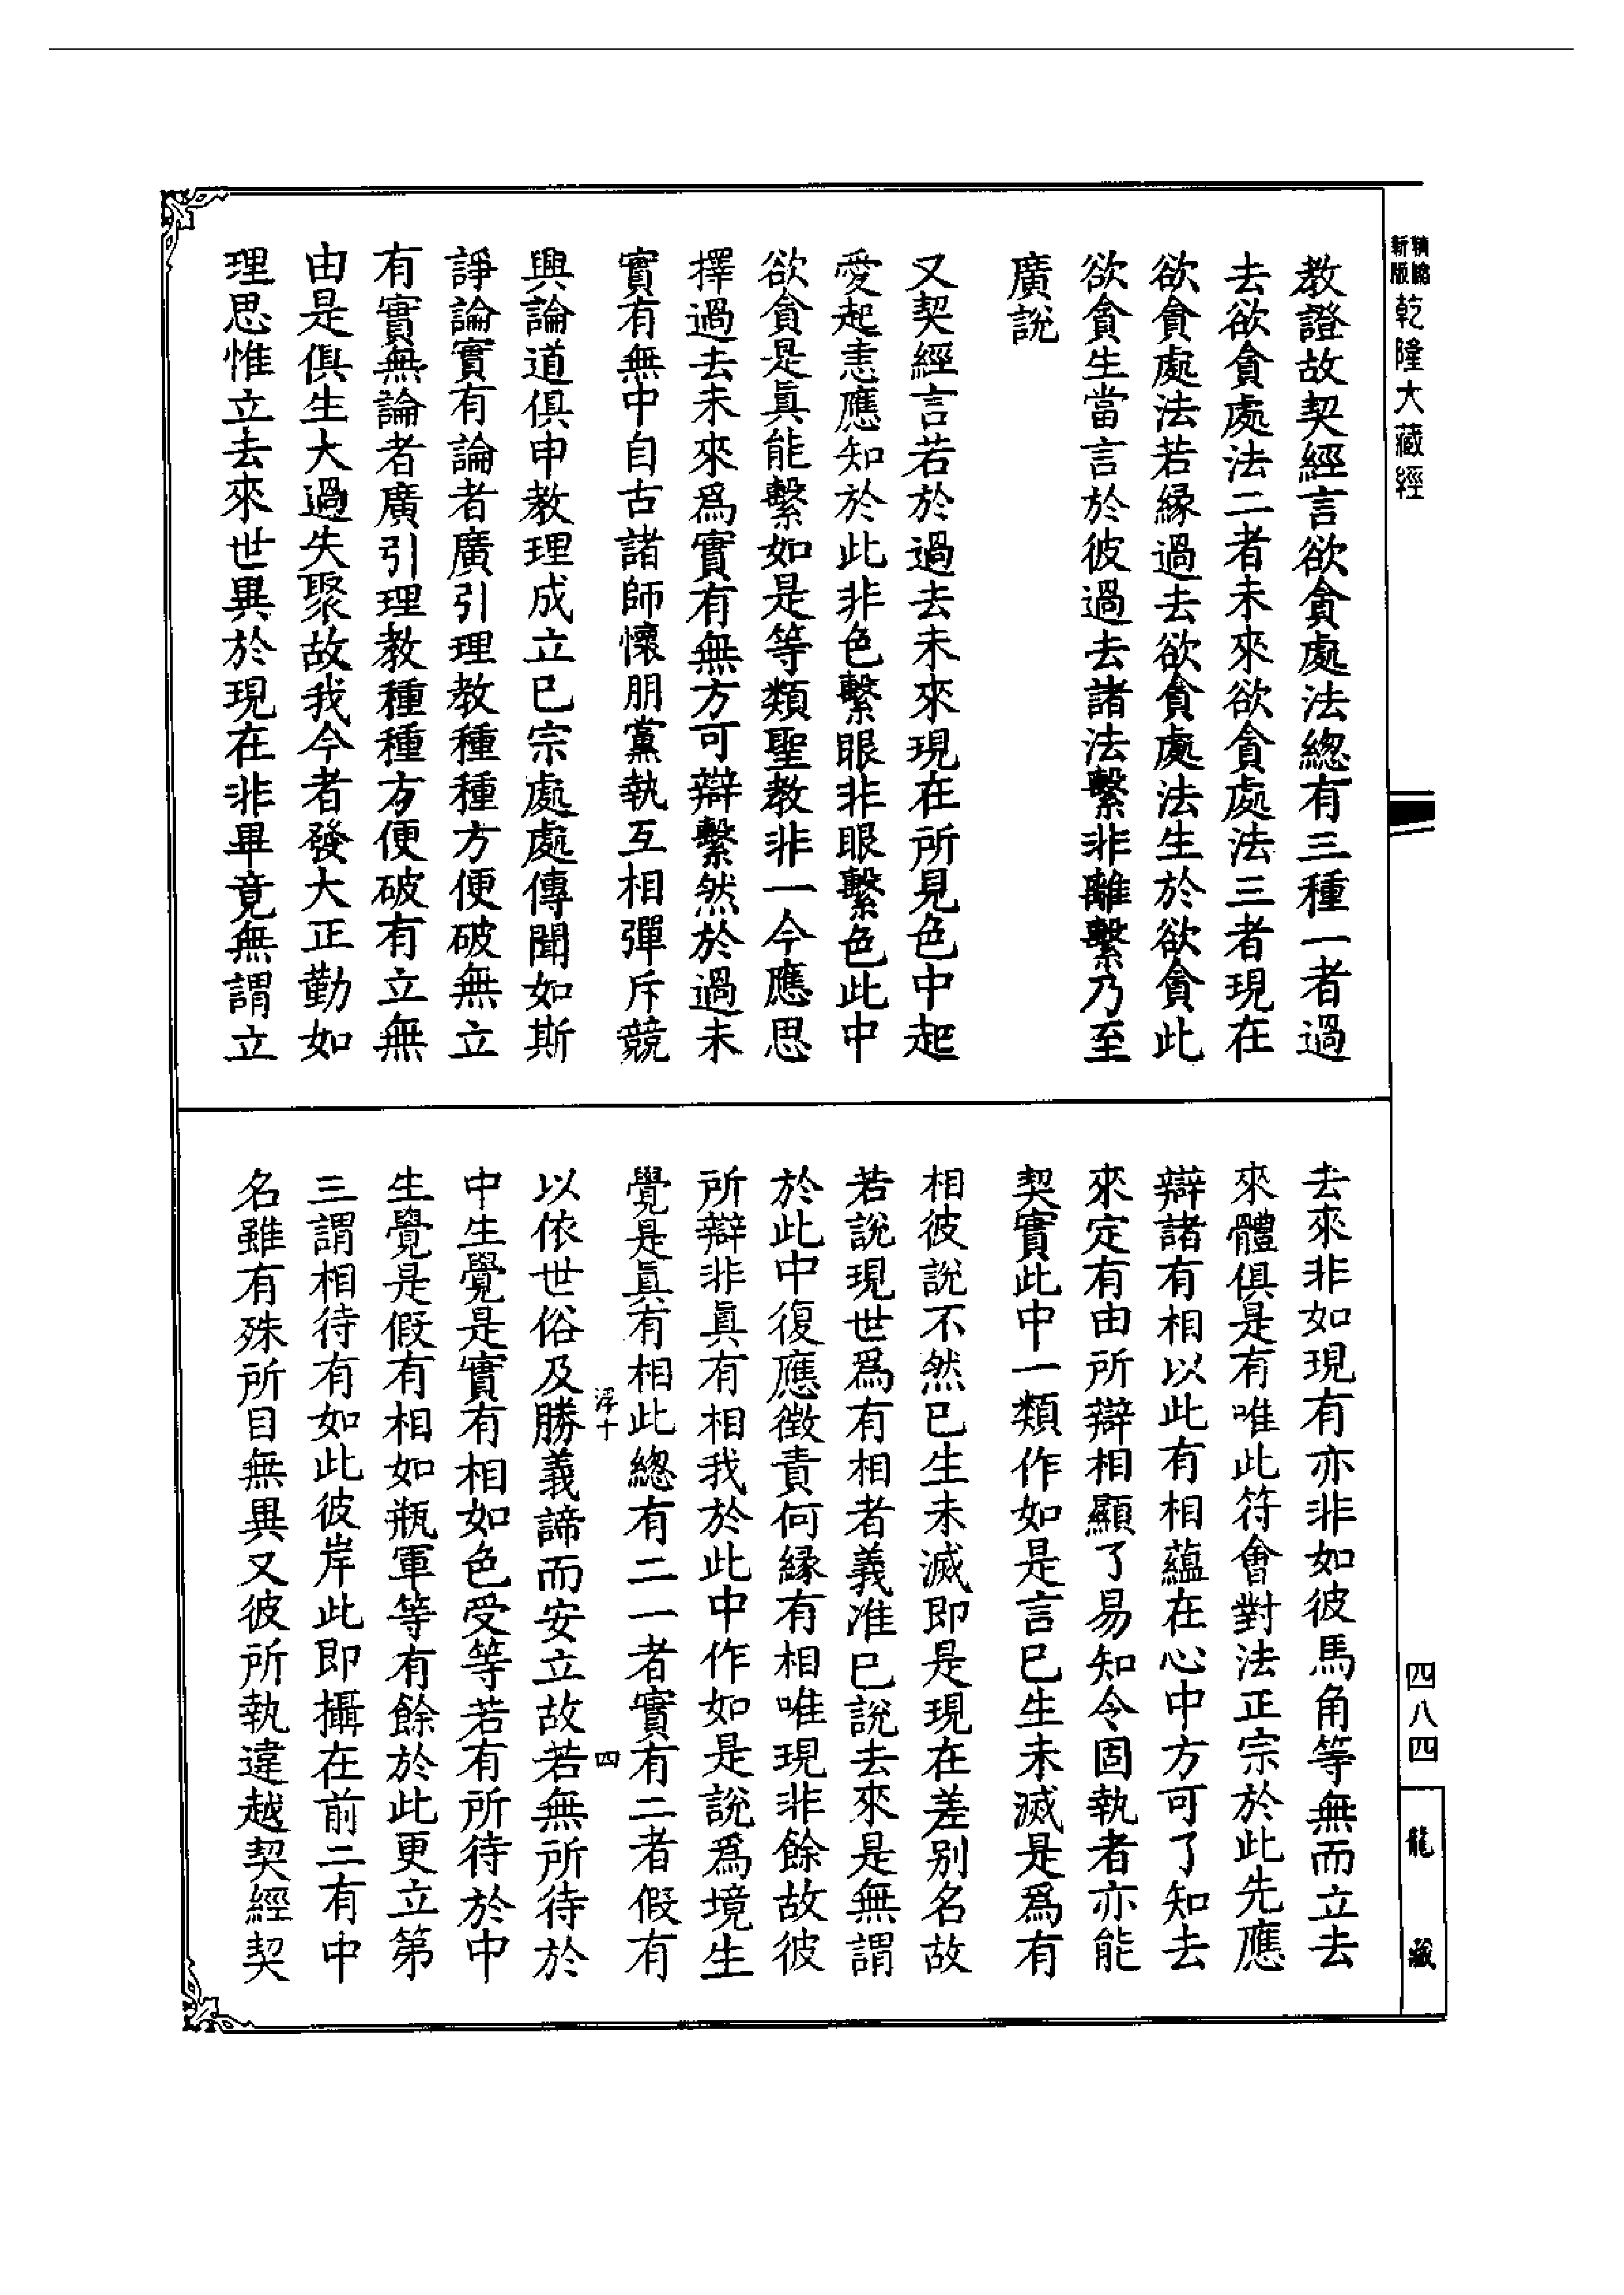 新版 精縮 乾隆大藏經
教證故契經言欲貪處法總有三種一者過
去欲貪處法二者未來欲貪處法三者現在
欲貪處法若緣過去欲貪處法生於欲貪此
欲貪生當言於彼過去諸法繫非離繫乃至
廣說
又契經言若於過去未來現在所見色中起
愛起恚應知於此非色繫眼非眼繫色此中
欲貪是眞能繫如是等類聖教非一今應思
擇過去未來爲實有無方可辯繫然於過未
實有無中自古諸師懷朋黨執互相彈斥競
興論道俱申教理成立已宗處處傳聞如斯
諍論實有論者廣引理教種種方便破無立
有實無論者廣引理教種種方便破有立無
由是俱生大過失聚故我今者發大正勤如
理思惟立去來世異於現在非畢竟無謂立
去來非如現有亦非如彼馬角等無而立去
來體俱是有唯此符會對法正宗於此先應
辯諸有相以此有相蘊在心中方可了知去
來定有由所辯相顯了易知令固執者亦能
契實此中一類作如是言已生未滅是爲有
相彼說不然已生未滅即是現在差別名故
若說現世爲有相者義准已說去來是無謂
於此中復應徵責何緣有相唯現非餘故彼
所辯非眞有相我於此中作如是說爲境生
覺是眞有相此總有二一者實有二者假有
浮十 四
以依世俗及勝義諦而安立故若無所待於
中生覺是實有相如色受等若有所待於中
生覺是假有相如瓶軍等有餘於此更立第
三謂相待有如此彼岸此即攝在前二有中
名雖有殊所目無異又彼所執違越契經契
四八四
龍藏